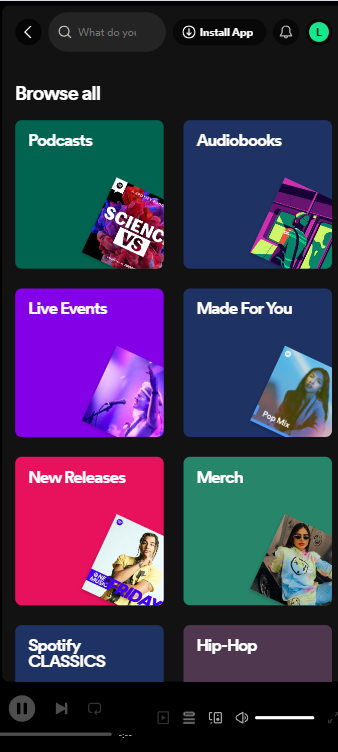 What do you
Install App
L
Browse all
Podcasts
SCIENC
VS
Audiobooks
Live Events
Made For You
Pop Mix
New Releases
FRIDAY
Merch
Spotify
CLASSICS
Hip-Hop
-:--